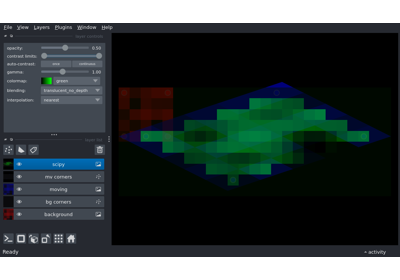 File View Layers Plugins Window Help
opacity: 0.50
contrast limits:
auto-contrast: once continuous
gamma: 1.00
colormap: green
blending: translucent_no_depth
interpolation: nearest
scipy
mv corners
moving
bg corners
background
Ready activity